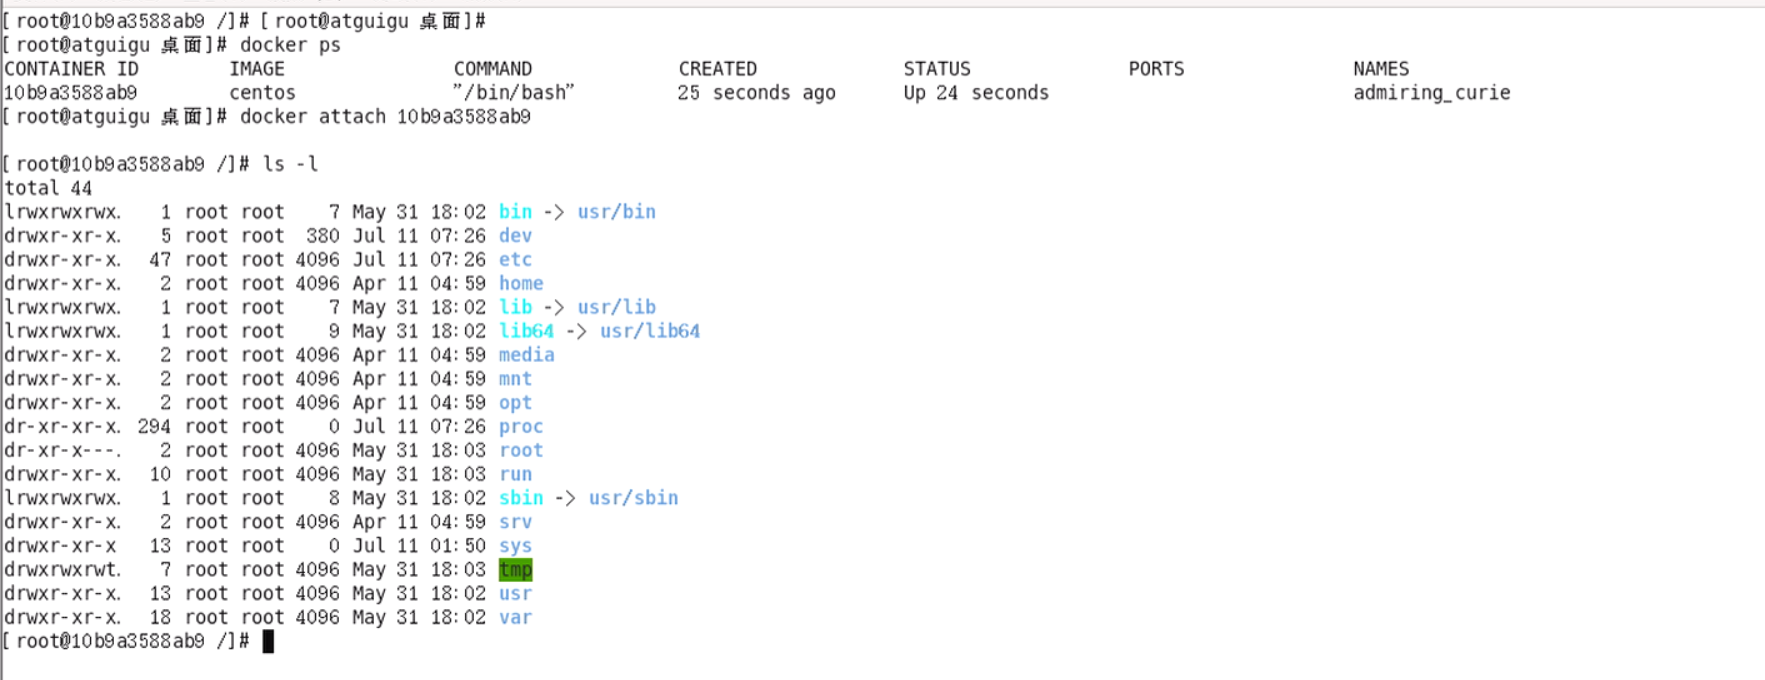 [root@10b9a3588ab9 /]# [root@atguigu 桌面]#
[root@atguigu 桌面]# docker ps
CONTAINER ID        IMAGE               COMMAND             CREATED             STATUS              PORTS               NAMES
10b9a3588ab9        centos              "/bin/bash"         25 seconds ago      Up 24 seconds                           admiring_curie
[root@atguigu 桌面]# docker attach 10b9a3588ab9
[root@10b9a3588ab9 /]# ls -l
total 44
lrwxrwxrwx.   1 root root    7 May 31 18:02 bin -> usr/bin
drwxr-xr-x.   5 root root  380 Jul 11 07:26 dev
drwxr-xr-x.  47 root root 4096 Jul 11 07:26 etc
drwxr-xr-x.   2 root root 4096 Apr 11 04:59 home
lrwxrwxrwx.   1 root root    7 May 31 18:02 lib -> usr/lib
lrwxrwxrwx.   1 root root    9 May 31 18:02 lib64 -> usr/lib64
drwxr-xr-x.   2 root root 4096 Apr 11 04:59 media
drwxr-xr-x.   2 root root 4096 Apr 11 04:59 mnt
drwxr-xr-x.   2 root root 4096 Apr 11 04:59 opt
dr-xr-xr-x. 294 root root    0 Jul 11 07:26 proc
dr-xr-x---.   2 root root 4096 May 31 18:03 root
drwxr-xr-x.  10 root root 4096 May 31 18:03 run
lrwxrwxrwx.   1 root root    8 May 31 18:02 sbin -> usr/sbin
drwxr-xr-x.   2 root root 4096 Apr 11 04:59 srv
drwxr-xr-x   13 root root    0 Jul 11 01:50 sys
drwxrwxrwt.   7 root root 4096 May 31 18:03 tmp
drwxr-xr-x.  13 root root 4096 May 31 18:02 usr
drwxr-xr-x.  18 root root 4096 May 31 18:02 var
[root@10b9a3588ab9 /]#